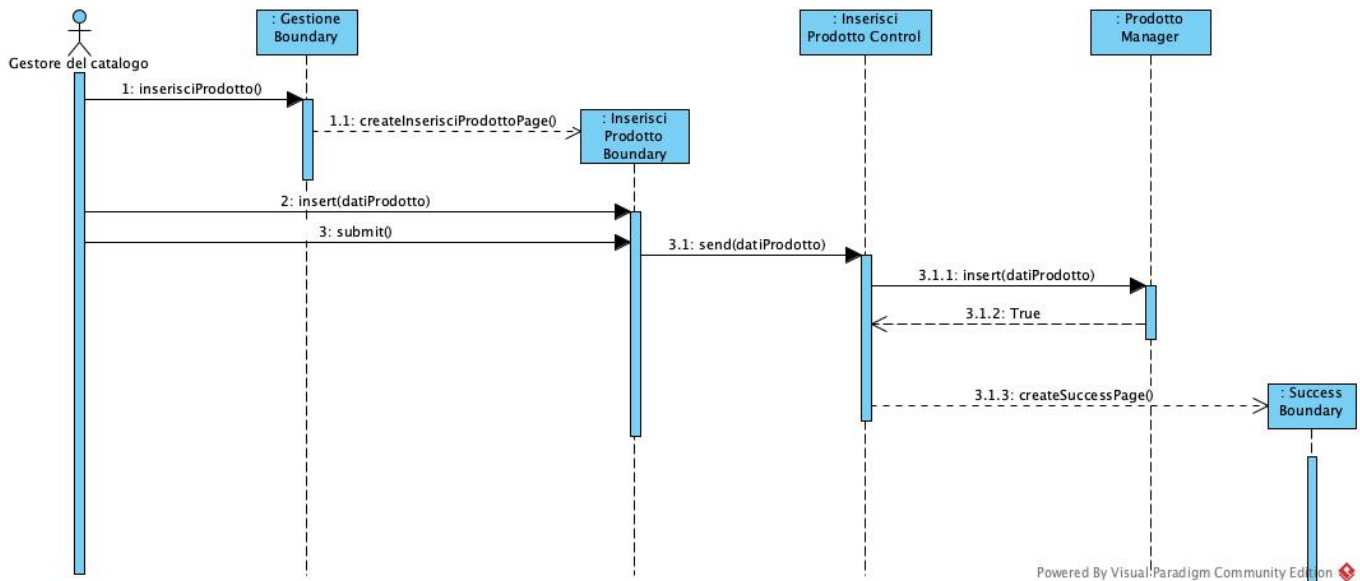 : Gestione
Boundary
: Inserisci
Prodotto Control
: Prodotto
Manager
Gestore del catalogo
1: inserisciProdotto()
1.1: createInserisciProdottoPage()
: Inserisci
Prodotto
Boundary
2: insert(datiProdotto)
3: submit()
3.1: send(datiProdotto)
3.1.1: insert(datiProdotto)
3.1.2: True
3.1.3: createSuccessPage()
: Success
Boundary
Powered By Visual Paradigm Community Edition